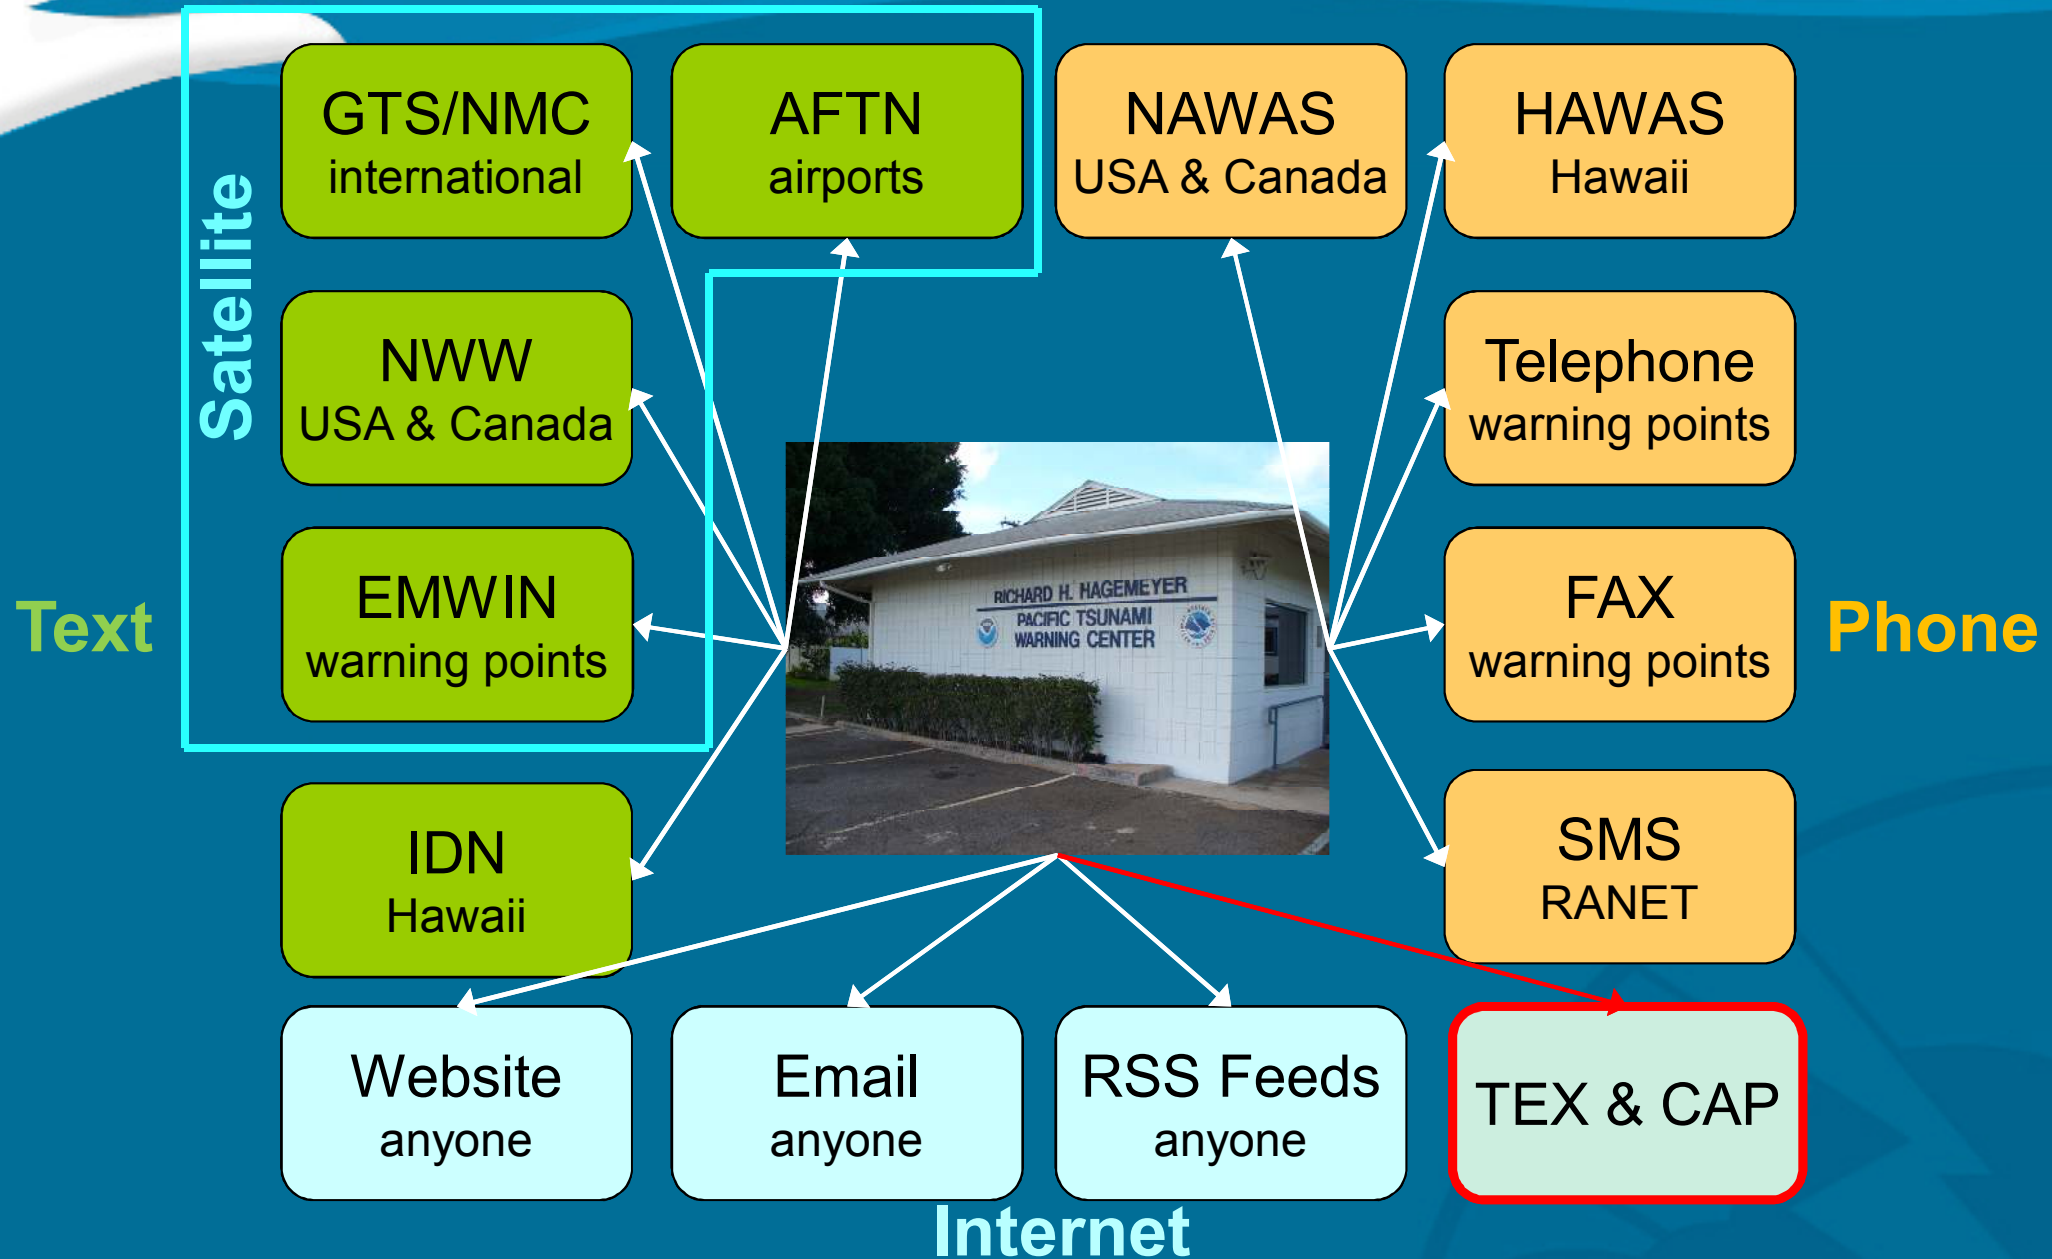 GTS/NMC
international
AFTN
airports
NAWAS
USA & Canada
HAWAS
Hawaii
Satellite
NWW
USA & Canada
Telephone
warning points
Text
EMWIN
warning points
RICHARD H. HAGEMEYER
PACIFIC TSUNAMI
WARNING CENTER
FAX
warning points
Phone
IDN
Hawaii
SMS
RANET
Website
anyone
Email
anyone
RSS Feeds
anyone
TEX & CAP
Internet